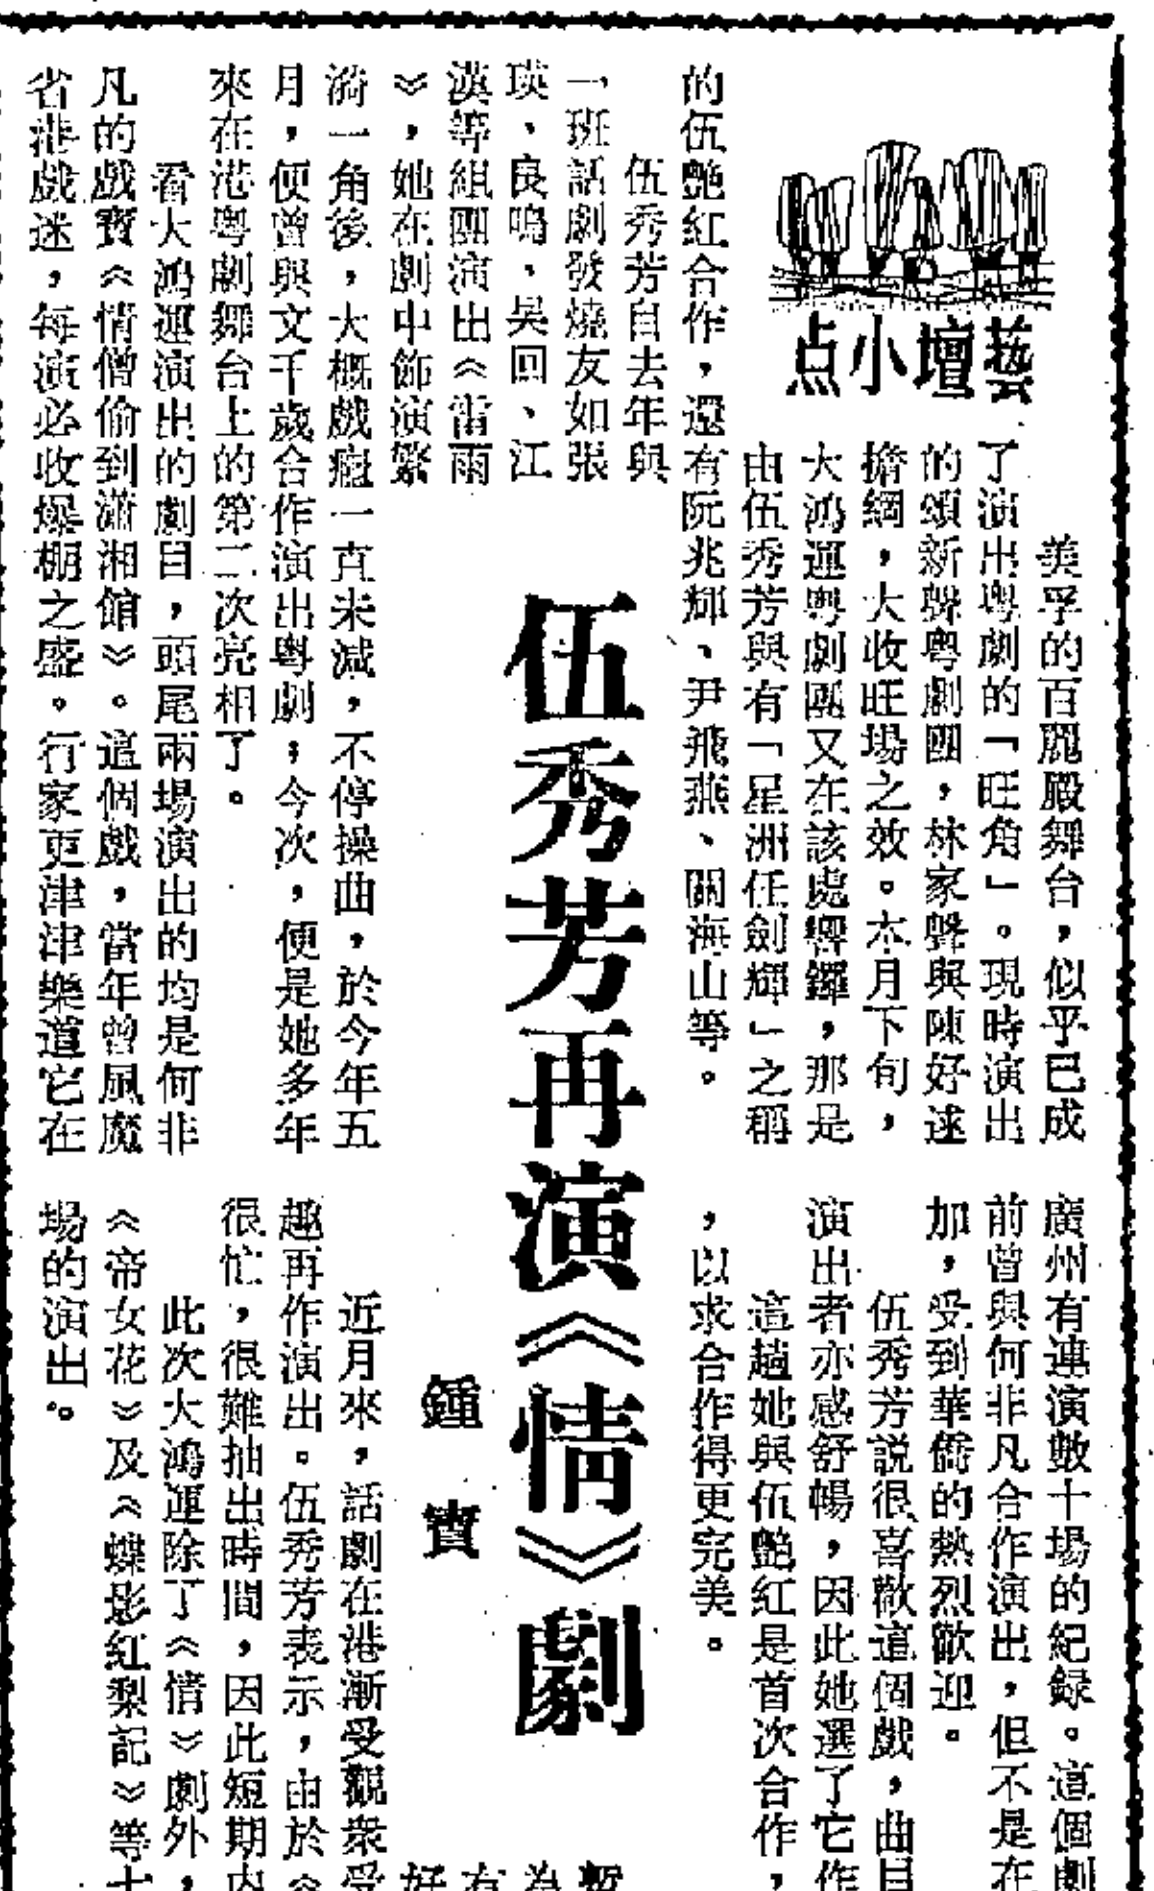 藝壇小点
伍秀芳再演《情》劇
鍾寶
美孚的百麗殿舞台，似乎已成
了演出粵劇的「旺角」。現時演出
的頌新聲粵劇團，林家聲與陳好逑
擔綱，大收旺場之效。本月下旬，
大鴻運粵劇團又在該處響鑼，那是
由伍秀芳與有「星洲任劍輝」之稱
的伍艷紅合作，還有阮兆輝、尹飛燕、關海山等。
伍秀芳自去年與
一班話劇發燒友如張
瑛、良鳴、吳回、江
漢等組團演出《雷雨
》，她在劇中飾演繁
漪一角後，大概戲癮一直未減，不停操曲，於今年五
月，便曾與文千歲合作演出粵劇，今次，便是她多年
來在港粵劇舞台上的第二次亮相了。
看大鴻運演出的劇目，頭尾兩場演出的均是何非
凡的戲寶《情僧偷到瀟湘館》。這個戲，當年曾風魔
省港戲迷，每演必收爆棚之盛。行家更津津樂道它在
廣州有連演數十場的紀録。這個劇
前曾與何非凡合作演出，但不是在
加，受到華僑的熱烈歡迎。
伍秀芳説很喜歡這個戲，曲目
演出者亦感舒暢，因此她選了它作
這趟她與伍艷紅是首次合作，
，以求合作得更完美。
暫
為
有
好
近月來，話劇在港漸受觀衆受
趣再作演出。伍秀芳表示，由於《
很忙，很難抽出時間，因此短期内
此次大鴻運除了《情》劇外，
《帝女花》及《蝶影紅梨記》等七
場的演出。